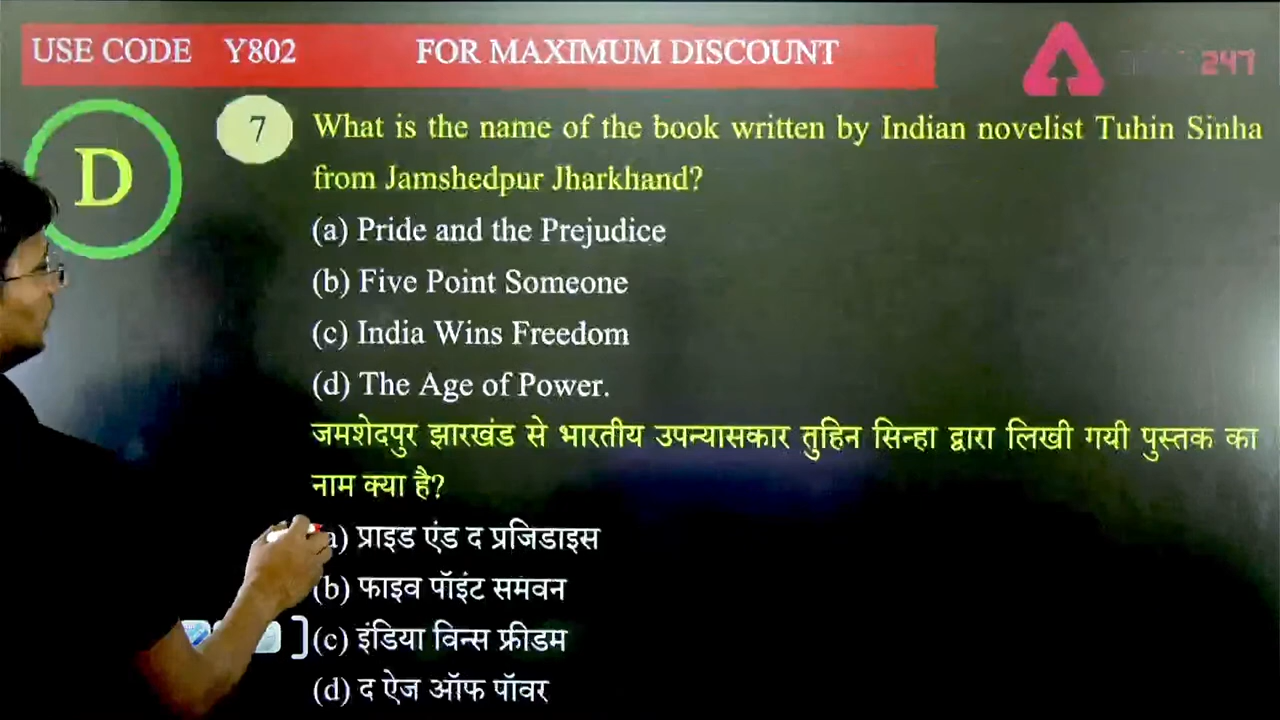 USE CODE Y802 FOR MAXIMUM DISCOUNT
247
D
7 What is the name of the book written by Indian novelist Tuhin Sinha
from Jamshedpur Jharkhand?
(a) Pride and the Prejudice
(b) Five Point Someone
(c) India Wins Freedom
(d) The Age of Power.
जमशेदपुर झारखंड से भारतीय उपन्यासकार तुहिन सिन्हा द्वारा लिखी गयी पुस्तक का
नाम क्या है?
a) प्राइड एंड द प्रजिडाइस
(b) फाइव पॉइंट समवन
(c) इंडिया विन्स फ्रीडम
(d) द ऐज ऑफ पॉवर